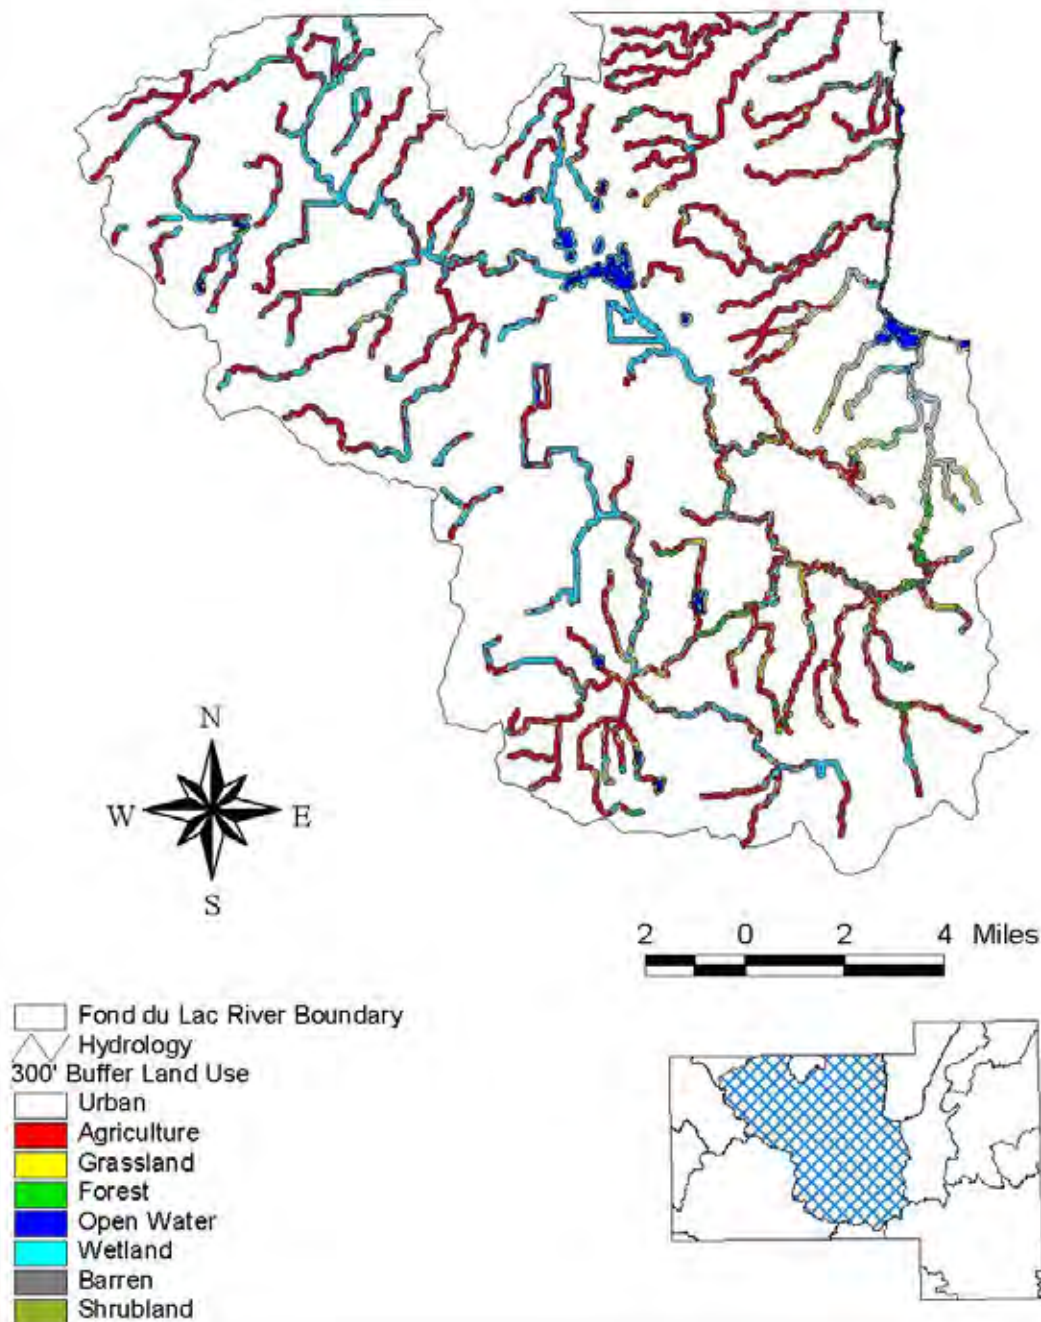 N
W E
S
2 0 2 4 Miles
Fond du Lac River Boundary
Hydrology
300' Buffer Land Use
Urban
Agriculture
Grassland
Forest
Open Water
Wetland
Barren
Shrubland